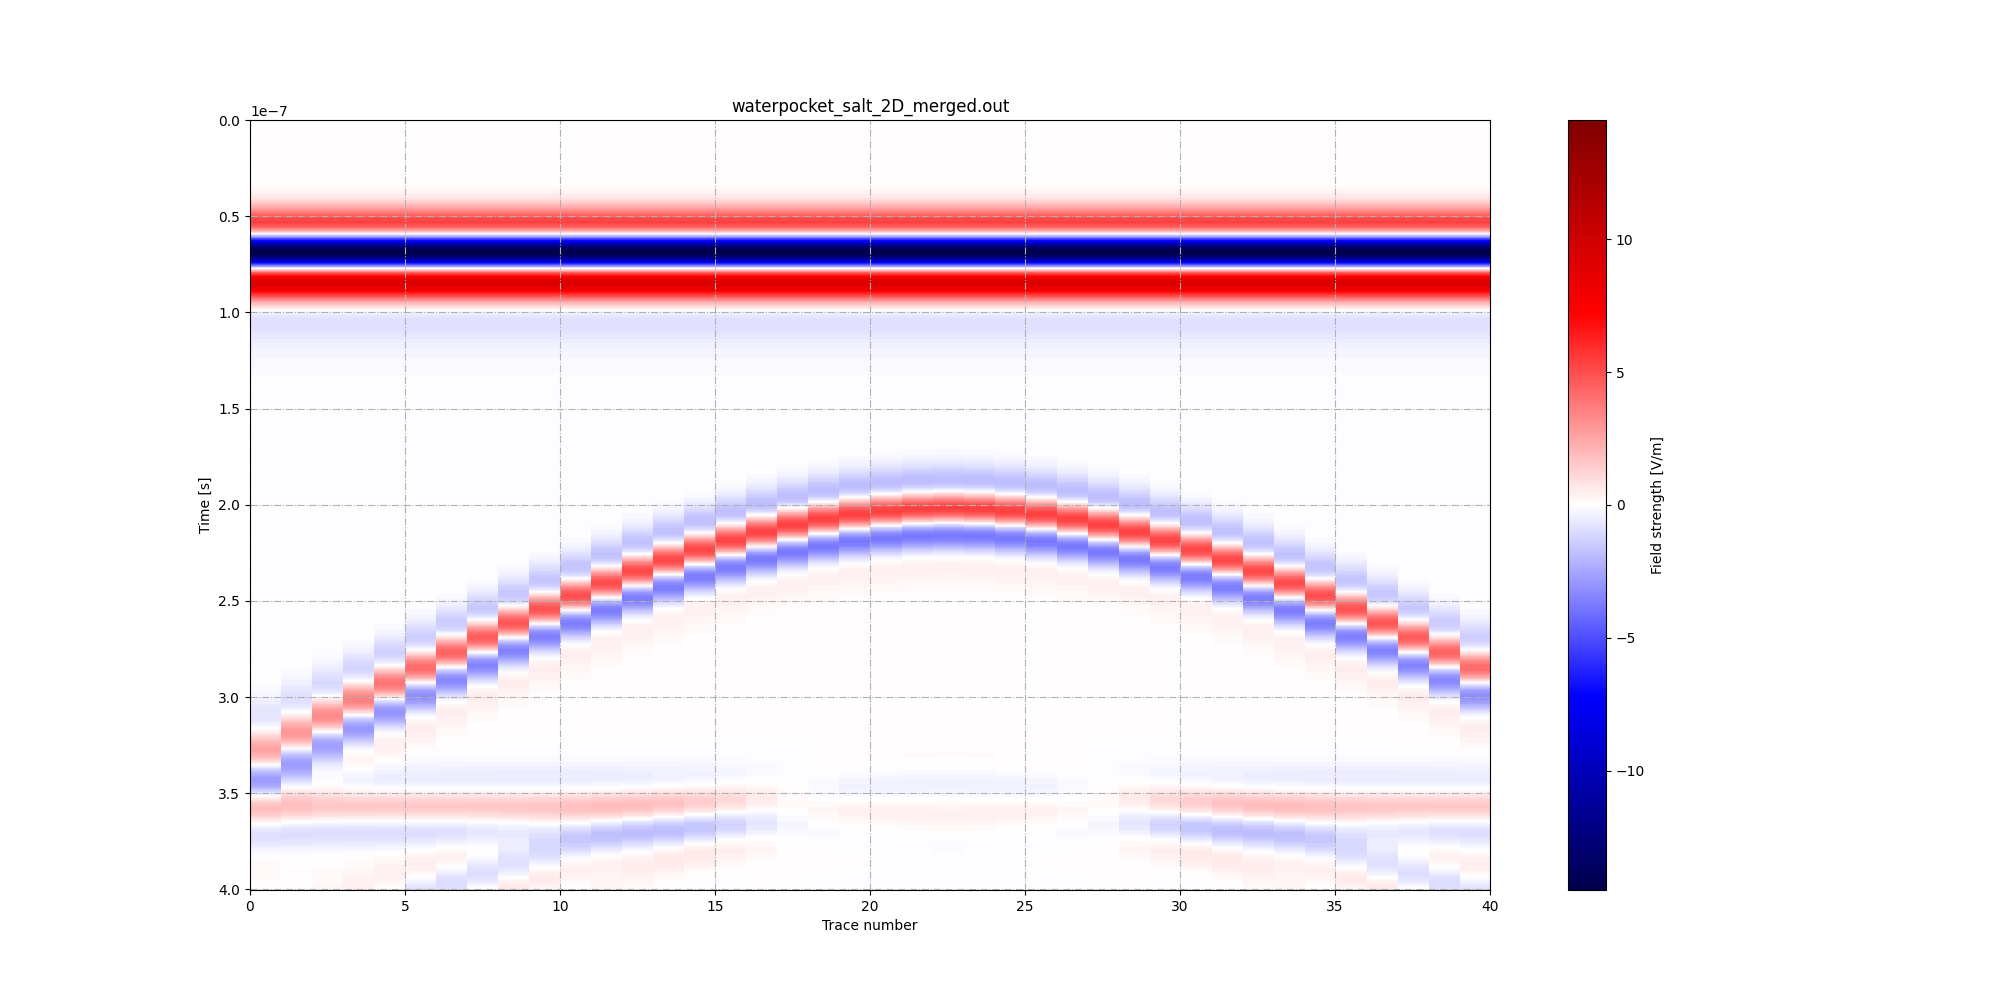 waterpocket_salt_2D_merged.out
1e−7
0.0
0.5
1.0
1.5
2.0
2.5
3.0
3.5
4.0
Time [s]
0 5 10 15 20 25 30 35 40
Trace number
10
5
0
−5
−10
Field strength [V/m]